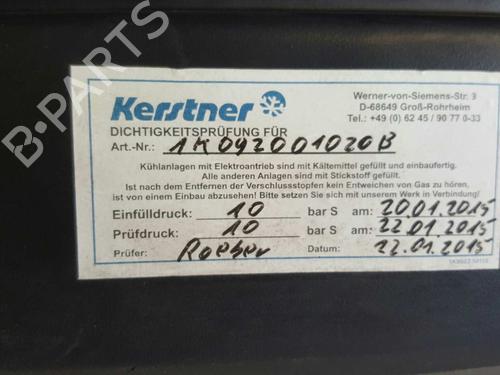 Kerstner
Werner-von-Siemens-Str. 9
D-68649 Groß-Rohrheim
Tel.: +49 (0) 62 45 / 90 77 0-33
DICHTIGKEITSPRÜFUNG FÜR
Art.-Nr.: 1K092001020B
Kühlanlagen mit Elektroantrieb sind mit Kältemittel gefüllt und einbaufertig.
Alle anderen Anlagen sind mit Stickstoff gefüllt.
Ist nach dem Entfernen der Verschlussstopfen kein Entweichen von Gas zu hören,
ist von einem Einbau abzusehen! Bitte setzen Sie sich mit unserem Werk in Verbindung!
Einfülldruck: 10 bar S am: 20.01.2015
Prüfdruck: 10 bar S am: 22.01.2015
Prüfer: Datum: 22.01.2015
B-PARTS